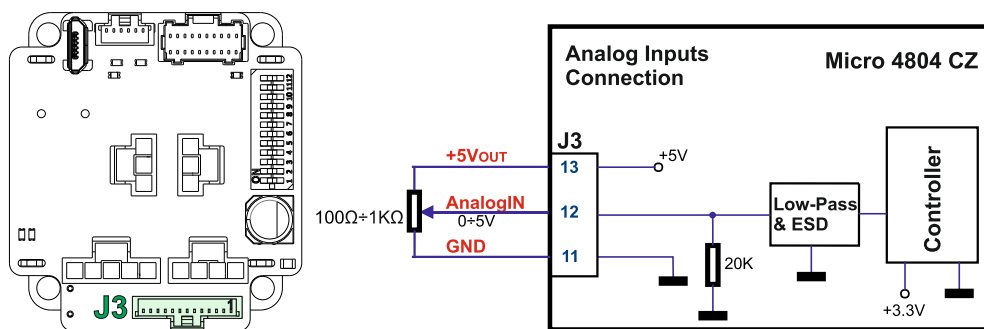 12
11
10
9
8
7
6
5
4
3
2
1
ON
J3
1
Analog Inputs
Connection
Micro 4804 CZ
J3
+5VOUT
13
+5V
100Ω÷1KΩ
AnalogIN
0÷5V
12
GND
11
20K
Low-Pass
& ESD
Controller
+3.3V